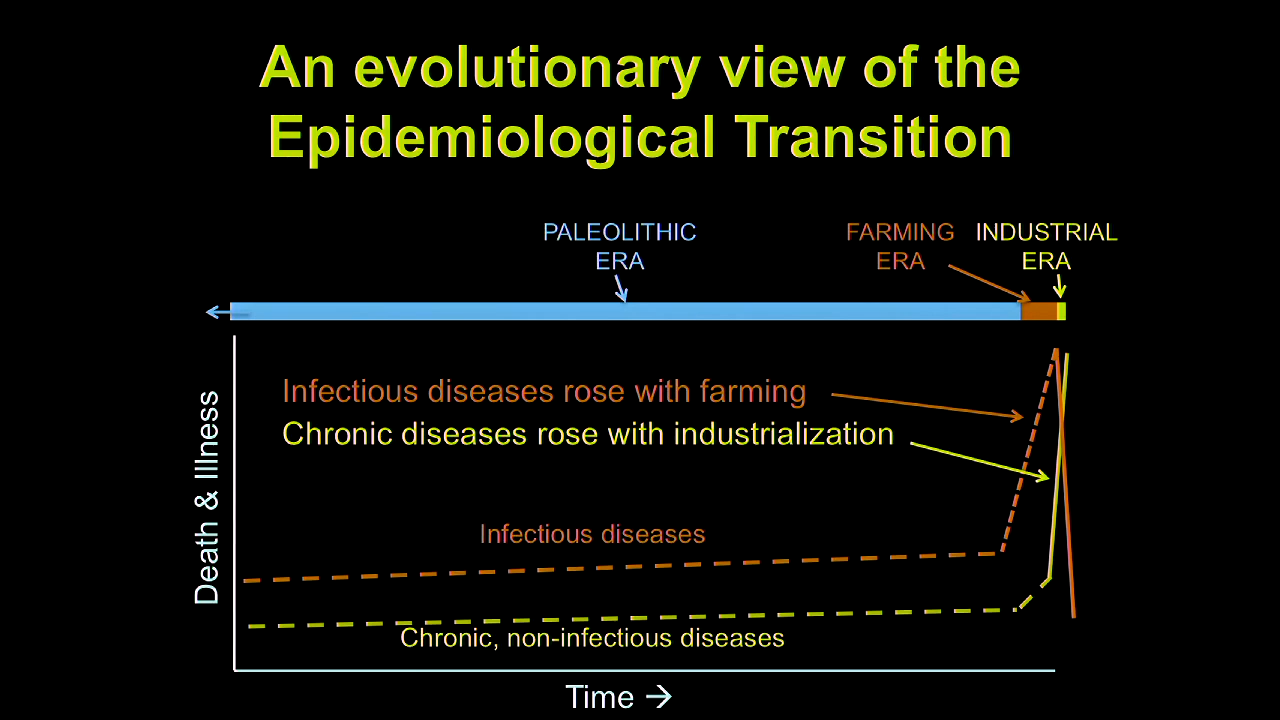 An evolutionary view of the
Epidemiological Transition
PALEOLITHIC
ERA
FARMING
ERA
INDUSTRIAL
ERA
Infectious diseases rose with farming
Chronic diseases rose with industrialization
Death & Illness
Infectious diseases
Chronic, non-infectious diseases
Time →